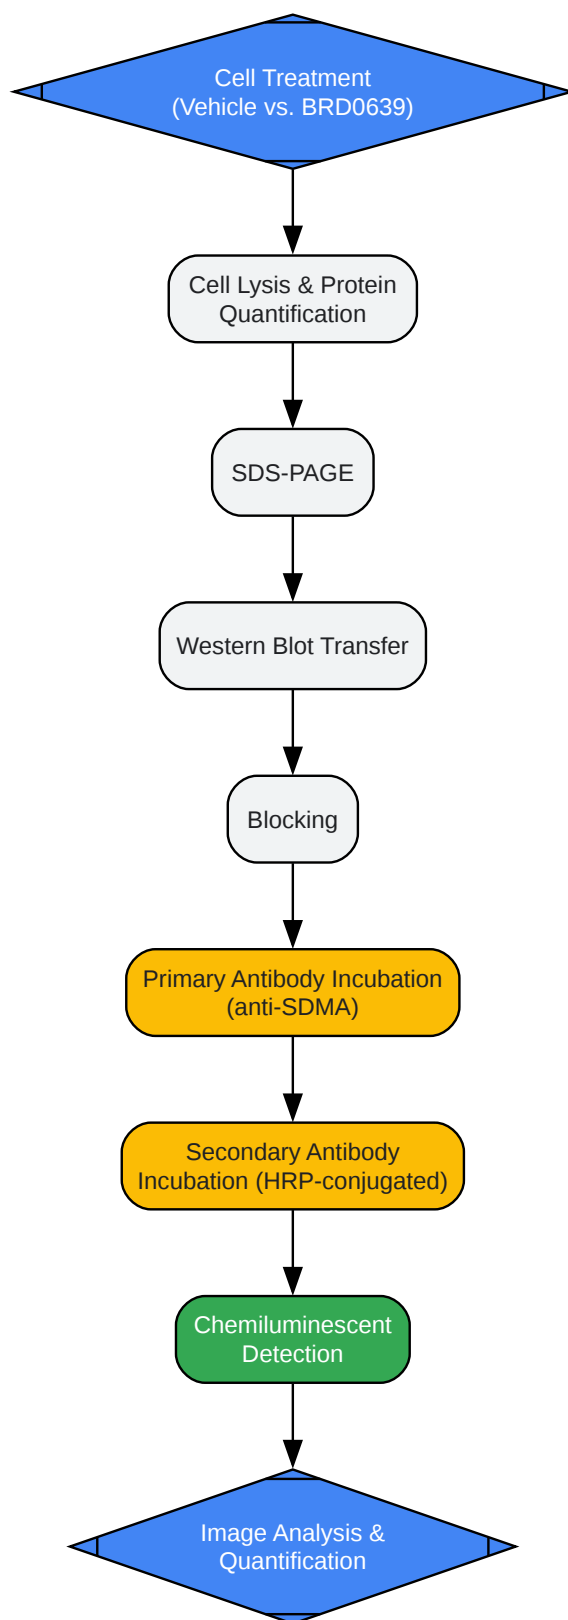 Cell Treatment
(Vehicle vs. BRD0639)
Cell Lysis & Protein
Quantification
SDS-PAGE
Western Blot Transfer
Blocking
Primary Antibody Incubation
(anti-SDMA)
Secondary Antibody
Incubation (HRP-conjugated)
Chemiluminescent
Detection
Image Analysis &
Quantification